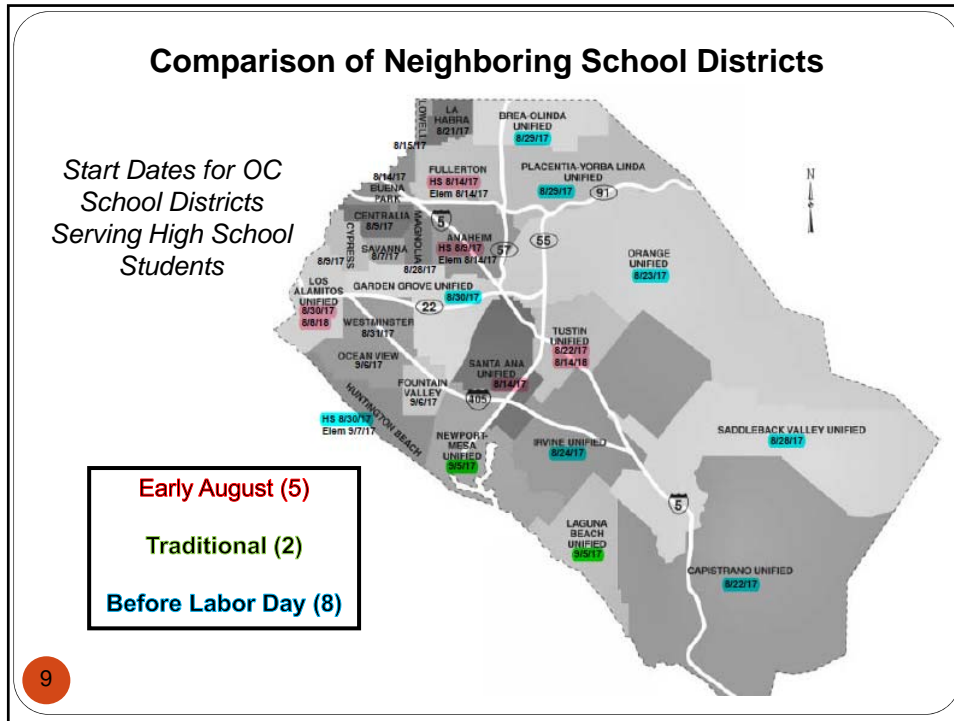 Comparison of Neighboring School Districts
Start Dates for OC
School Districts
Serving High School
Students
LOWELL
8/15/17
LA
HABRA
8/21/17
BREA-OLINDA
UNIFIED
8/29/17
FULLERTON
HS 8/14/17
Elem 8/14/17
PLACENTIA-YORBA LINDA
UNIFIED
8/29/17
91
N
8/14/17
BUENA
PARK
5
CENTRALIA
8/9/17
CYPRESS
8/9/17
SAVANNA
8/7/17
MAGNOLIA
8/28/17
ANAHEIM
HS 8/9/17
Elem 8/14/17
57
55
ORANGE
UNIFIED
8/23/17
LOS
ALAMITOS
UNIFIED
8/30/17
8/8/18
GARDEN GROVE UNIFIED
8/30/17
22
WESTMINSTER
8/31/17
OCEAN VIEW
9/6/17
SANTA ANA
UNIFIED
8/14/17
TUSTIN
UNIFIED
8/22/17
8/14/18
FOUNTAIN
VALLEY
9/6/17
405
HUNTINGTON BEACH
HS 8/30/17
Elem 9/7/17
NEWPORT-
MESA
UNIFIED
9/5/17
IRVINE UNIFIED
8/24/17
SADDLEBACK VALLEY UNIFIED
8/28/17
5
LAGUNA
BEACH
UNIFIED
9/5/17
CAPISTRANO UNIFIED
8/22/17
Early August (5)
Traditional (2)
Before Labor Day (8)
9